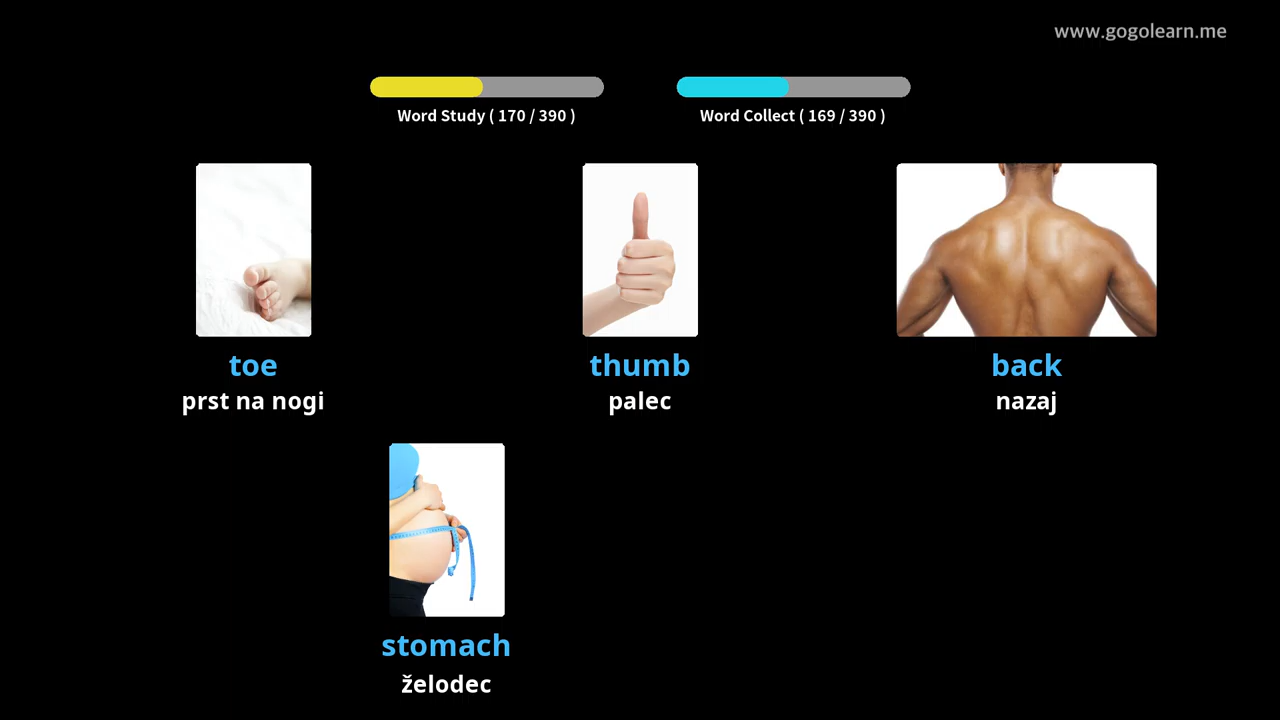 www.gogolearn.me
Word Study ( 170 / 390 )
Word Collect ( 169 / 390 )
toe
prst na nogi
thumb
palec
back
nazaj
stomach
želodec